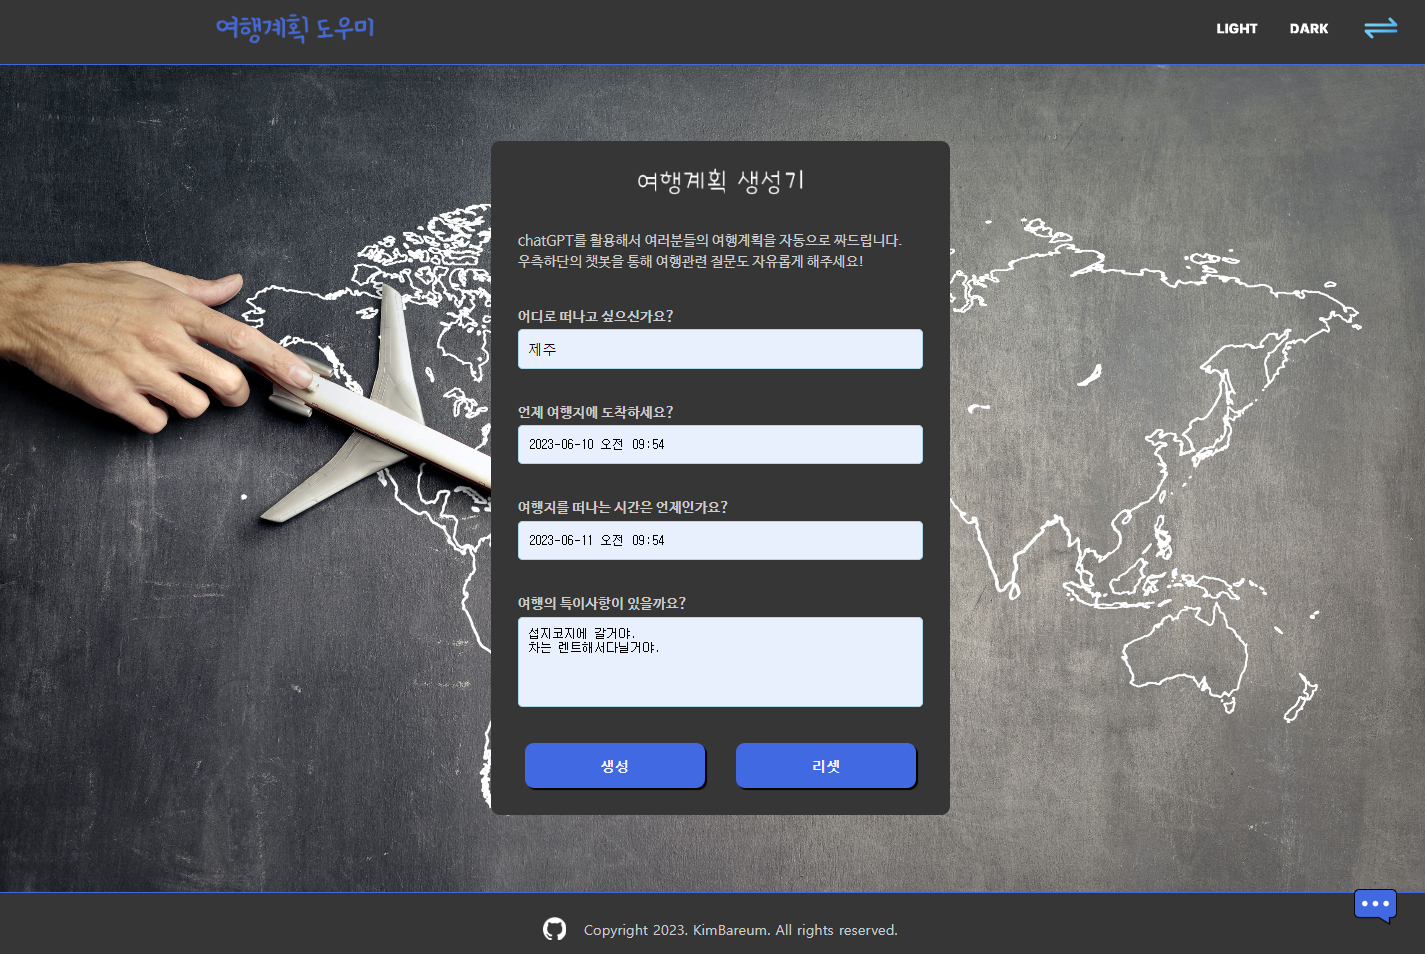 여행계획 도우미
LIGHT DARK
여행계획 생성기
chatGPT를 활용해서 여러분들의 여행계획을 자동으로 짜드립니다.
우측하단의 챗봇을 통해 여행관련 질문도 자유롭게 해주세요!
어디로 떠나고 싶으신가요?
제주
언제 여행지에 도착하세요?
2023-06-10 오전 09:54
여행지를 떠나는 시간은 언제인가요?
2023-06-11 오전 09:54
여행의 특이사항이 있을까요?
섭지코지에 갈거야.
차는 렌트해서다닐거야.
생성 리셋
Copyright 2023. KimBareum. All rights reserved.